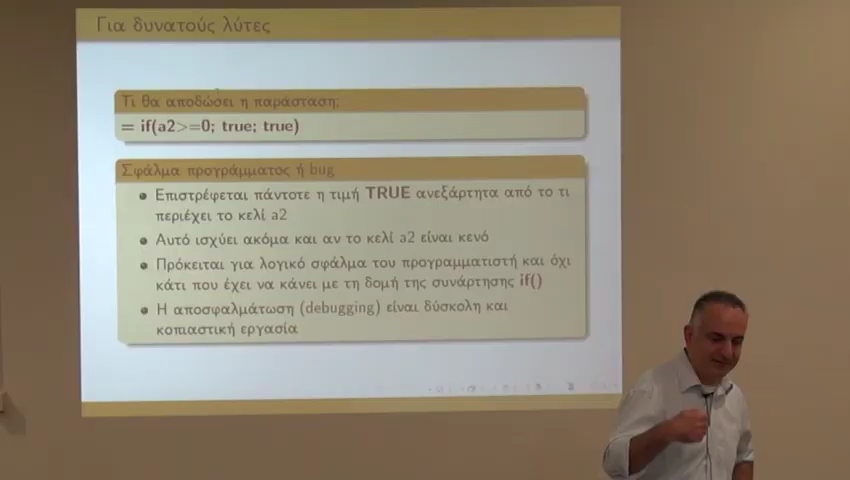 Για δυνατούς λύτες
Τι θα αποδώσει η παράσταση;
= if(a2>=0; true; true)
Σφάλμα προγράμματος ή bug
Επιστρέφεται πάντοτε η τιμή TRUE ανεξάρτητα από το τι
περιέχει το κελί a2
Αυτό ισχύει ακόμα και αν το κελί a2 είναι κενό
Πρόκειται για λογικό σφάλμα του προγραμματιστή και όχι
κάτι που έχει να κάνει με τη δομή της συνάρτησης if()
Η αποσφαλμάτωση (debugging) είναι δύσκολη και
κοπιαστική εργασία